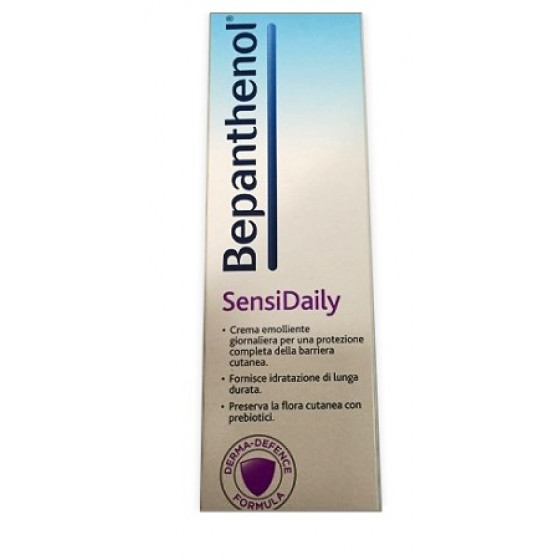 Bepanthenol®
SensiDaily
• Crema emolliente
giornaliera per una protezione
completa della barriera
cutanea.
• Fornisce idratazione di lunga
durata.
• Preserva la flora cutanea con
prebiotici.
DERMA-DEFENCE
FORMULA